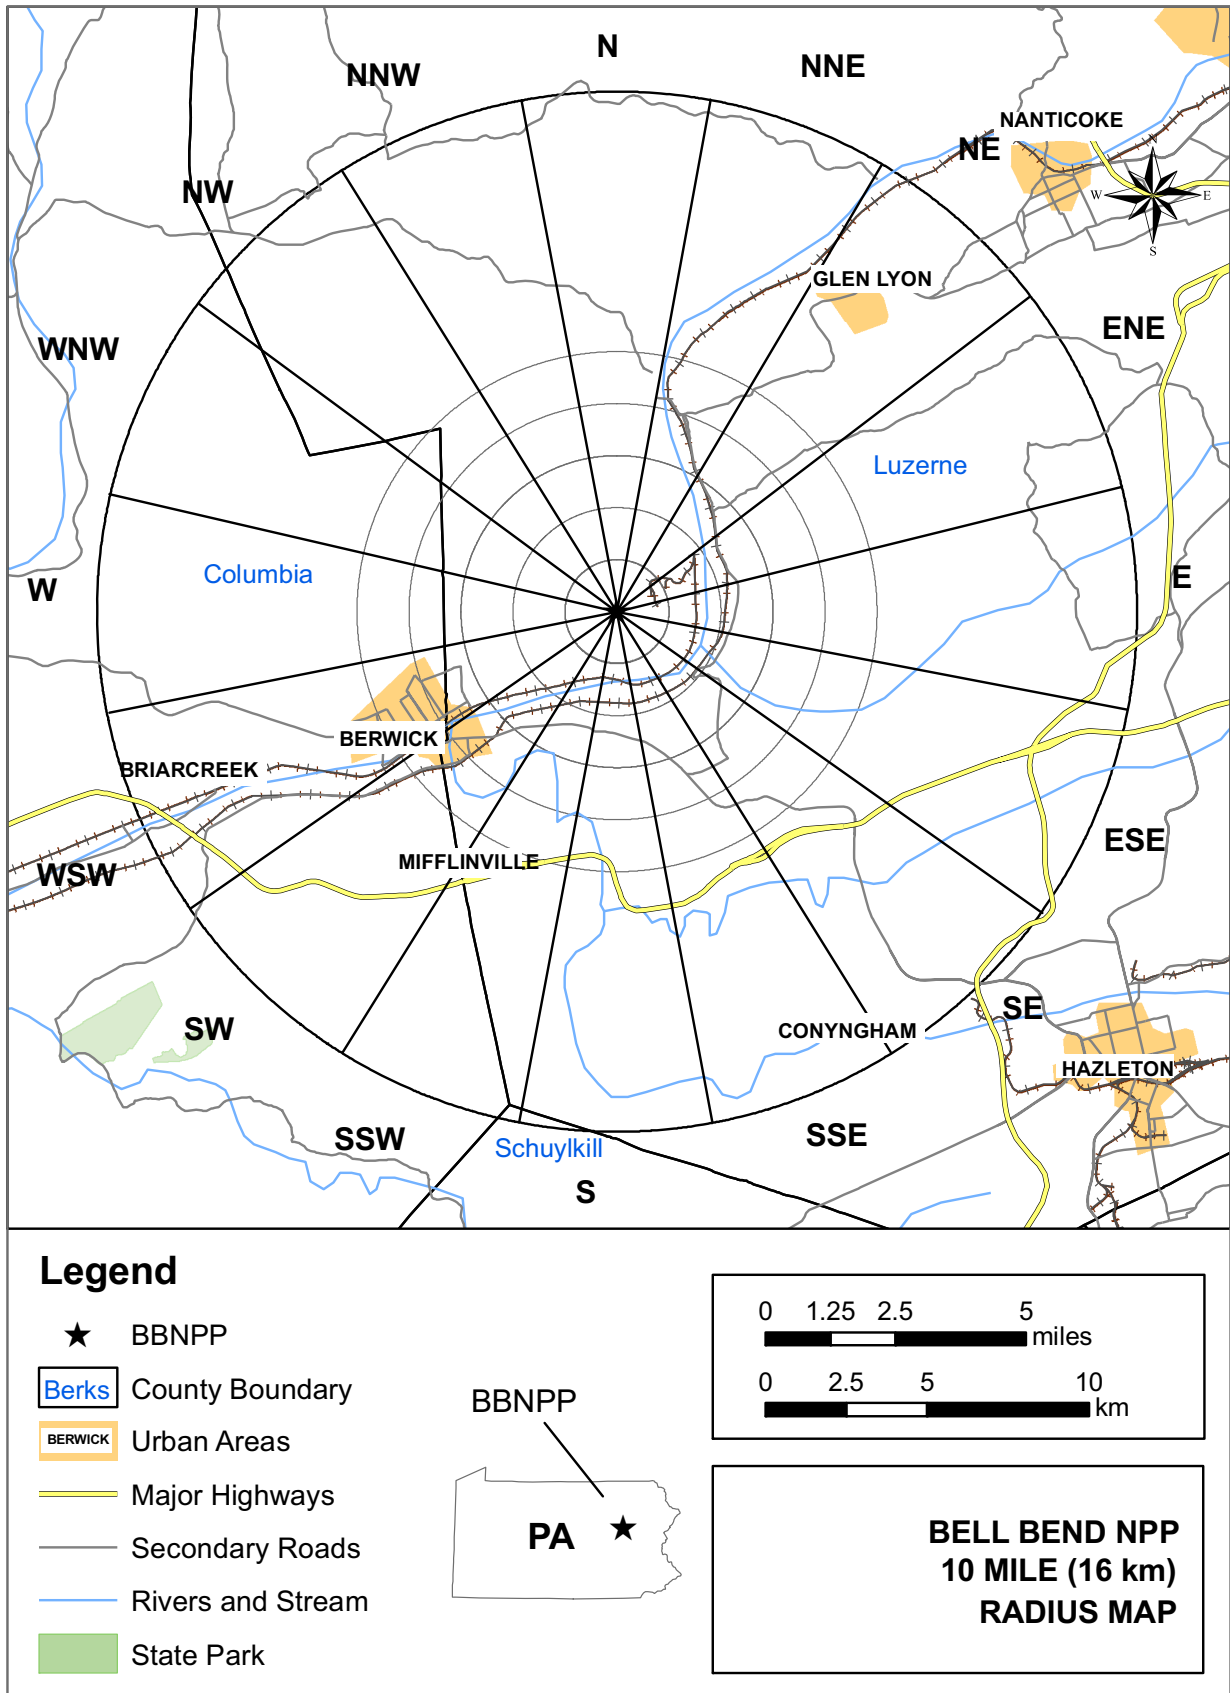 N
NNW
NNE
NANTICOKE
NE
N
NW
W
E
S
GLEN LYON
ENE
WNW
Luzerne
Columbia
E
W
BERWICK
BRIARCREEK
ESE
MIFFLINVILLE
WSW
SE
SW
CONYNGHAM
HAZLETON
SSW
SSE
Schuylkill
S
Legend
BBNPP
Berks County Boundary
BERWICK Urban Areas
Major Highways
Secondary Roads
Rivers and Stream
State Park
BBNPP
PA
0 1.25 2.5 5
miles
0 2.5 5 10
km
BELL BEND NPP
10 MILE (16 km)
RADIUS MAP